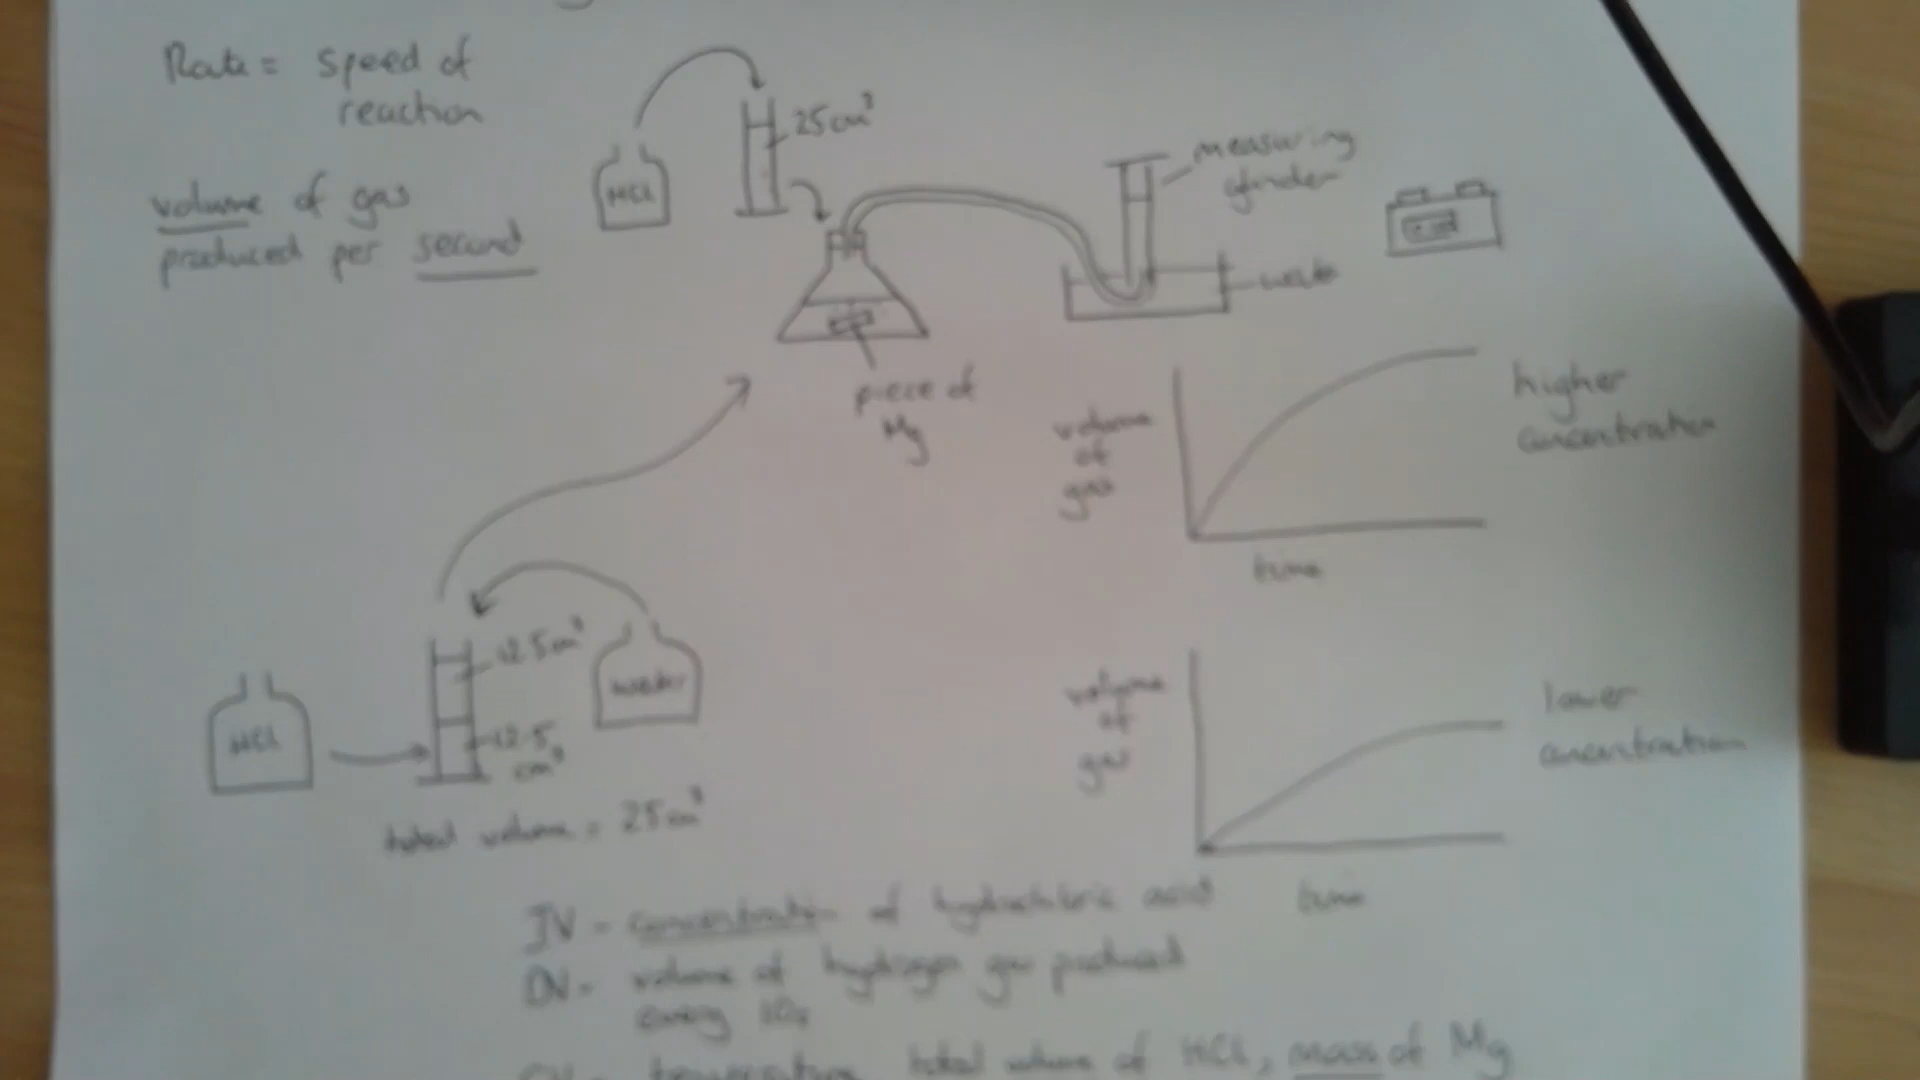 Rate = speed of
reaction
volume of gas
produced per second
HCl
25cm³
measuring
cylinder
water
piece of
Mg
volume
of
gas
time
higher
concentration
HCl
12.5cm³
12.5
cm³
water
total volume = 25cm³
volume
of
gas
time
lower
concentration
IV - concentration of hydrochloric acid
DV - volume of hydrogen gas produced
every 10s
CV - temperature, total volume of HCl, mass of Mg